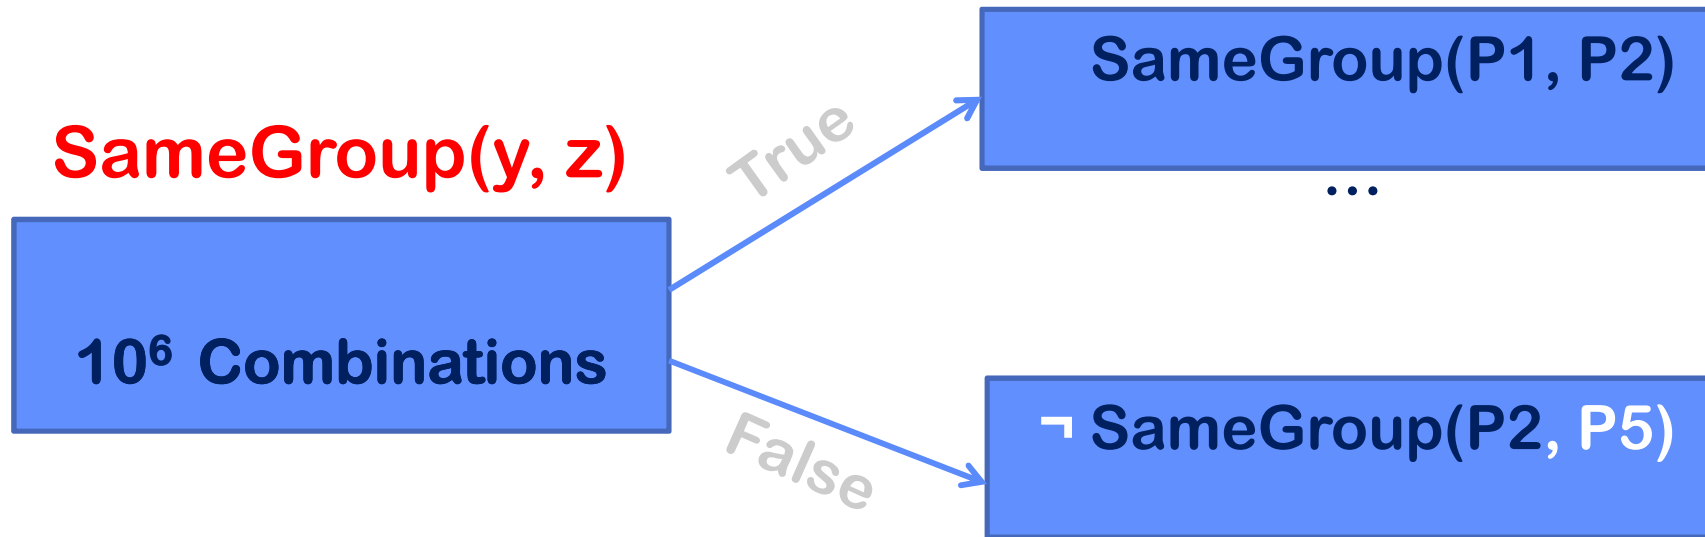 SameGroup(P1, P2)
...
True
SameGroup(y, z)
10⁶ Combinations
False
¬ SameGroup(P2, P5)